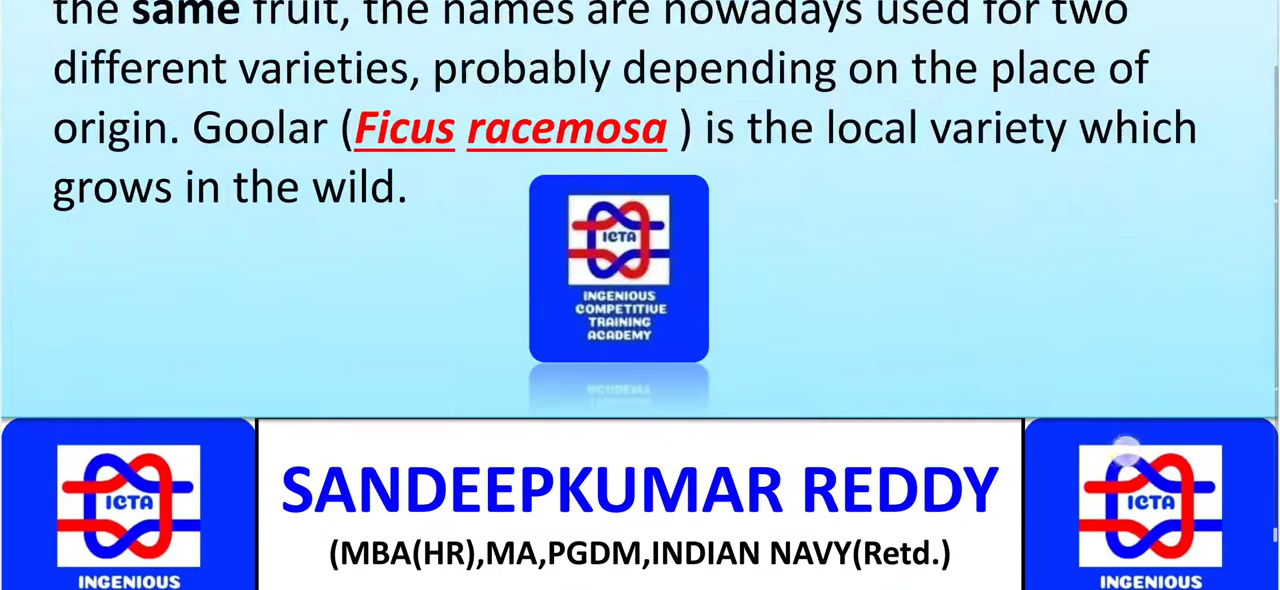 the same fruit, the names are nowadays used for two
different varieties, probably depending on the place of
origin. Goolar (Ficus racemosa ) is the local variety which
grows in the wild.
ICTA
INGENIOUS
COMPETITIVE
TRAINING
ACADEMY
ACADEMY
SANDEEPKUMAR REDDY
(MBA(HR),MA,PGDM,INDIAN NAVY(Retd.)
ICTA
INGENIOUS
ICTA
INGENIOUS